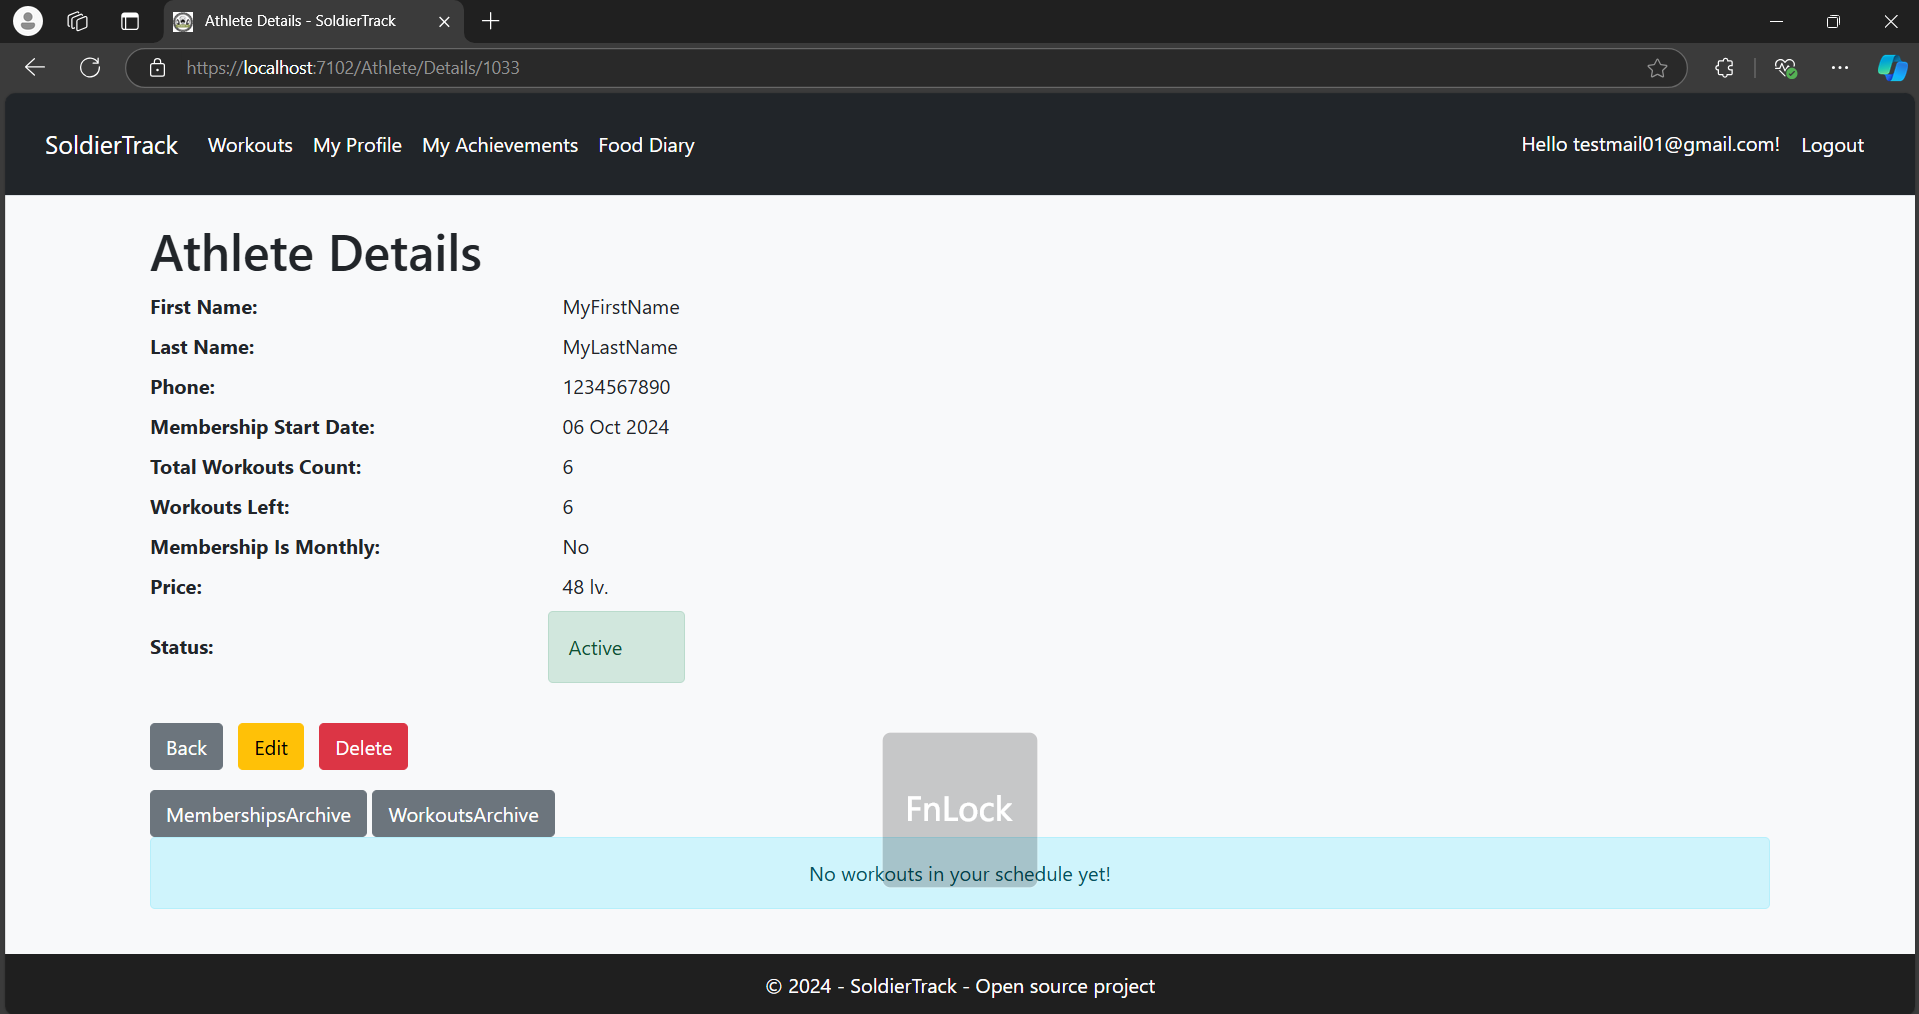 Athlete Details - SoldierTrack
https://localhost:7102/Athlete/Details/1033
SoldierTrack Workouts My Profile My Achievements Food Diary Hello testmail01@gmail.com! Logout
Athlete Details
First Name: MyFirstName
Last Name: MyLastName
Phone: 1234567890
Membership Start Date: 06 Oct 2024
Total Workouts Count: 6
Workouts Left: 6
Membership Is Monthly: No
Price: 48 lv.
Status: Active
Back Edit Delete
MembershipsArchive WorkoutsArchive
FnLock
No workouts in your schedule yet!
© 2024 - SoldierTrack - Open source project